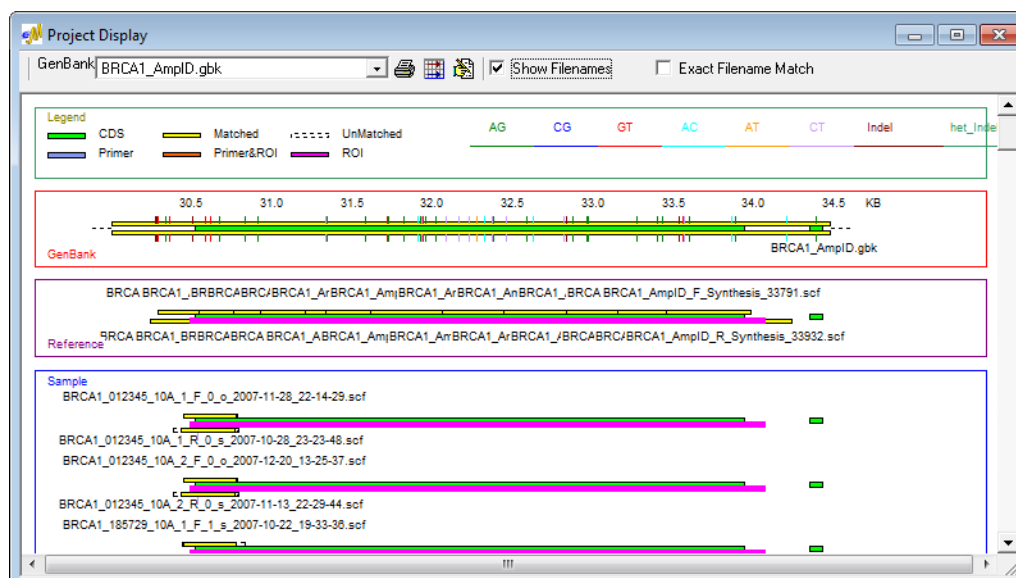 Project Display
GenBank BRCA1_AmpID.gbk Show Filenames Exact Filename Match
Legend
CDS Matched UnMatched AG CG GT AC AT CT Indel het_Inde
Primer Primer&ROI ROI
30.5 31.0 31.5 32.0 32.5 33.0 33.5 34.0 34.5 KB
BRCA1_AmpID.gbk
GenBank
BRCA1_AmpID_F_Synthesis_33791.scf
BRCA1_AmpID_R_Synthesis_33932.scf
Reference
Sample
BRCA1_012345_10A_1_F_0_o_2007-11-28_22-14-29.scf
BRCA1_012345_10A_1_R_0_s_2007-10-28_23-23-48.scf
BRCA1_012345_10A_2_F_0_o_2007-12-20_13-25-37.scf
BRCA1_012345_10A_2_R_0_s_2007-11-13_22-29-44.scf
BRCA1_185729_10A_1_F_1_s_2007-10-22_19-33-36.scf